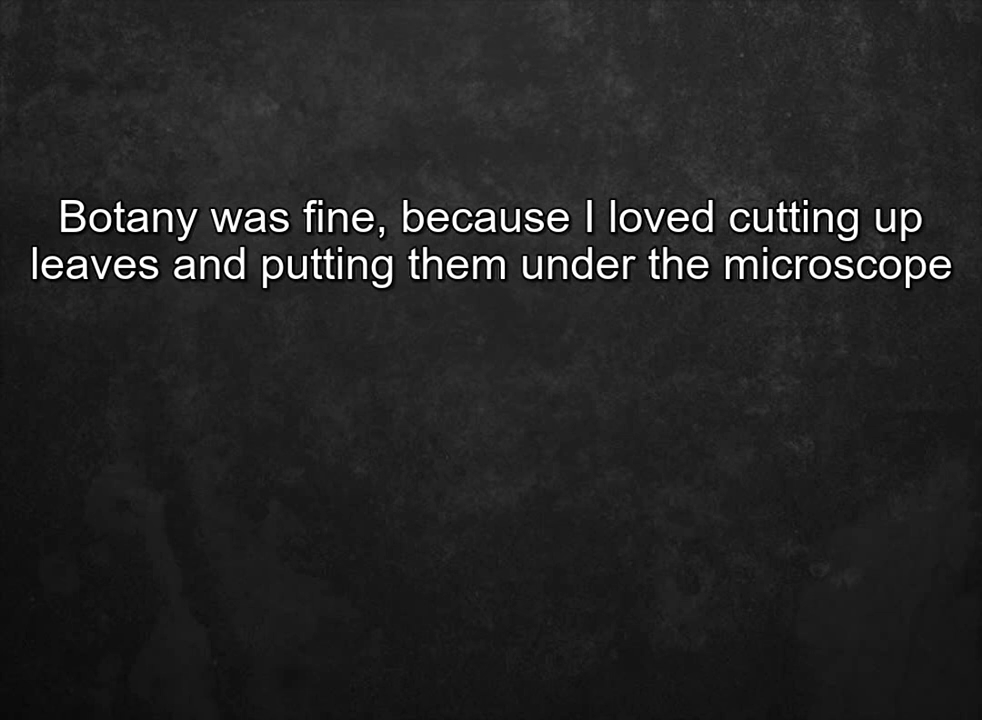 Botany was fine, because I loved cutting up
leaves and putting them under the microscope